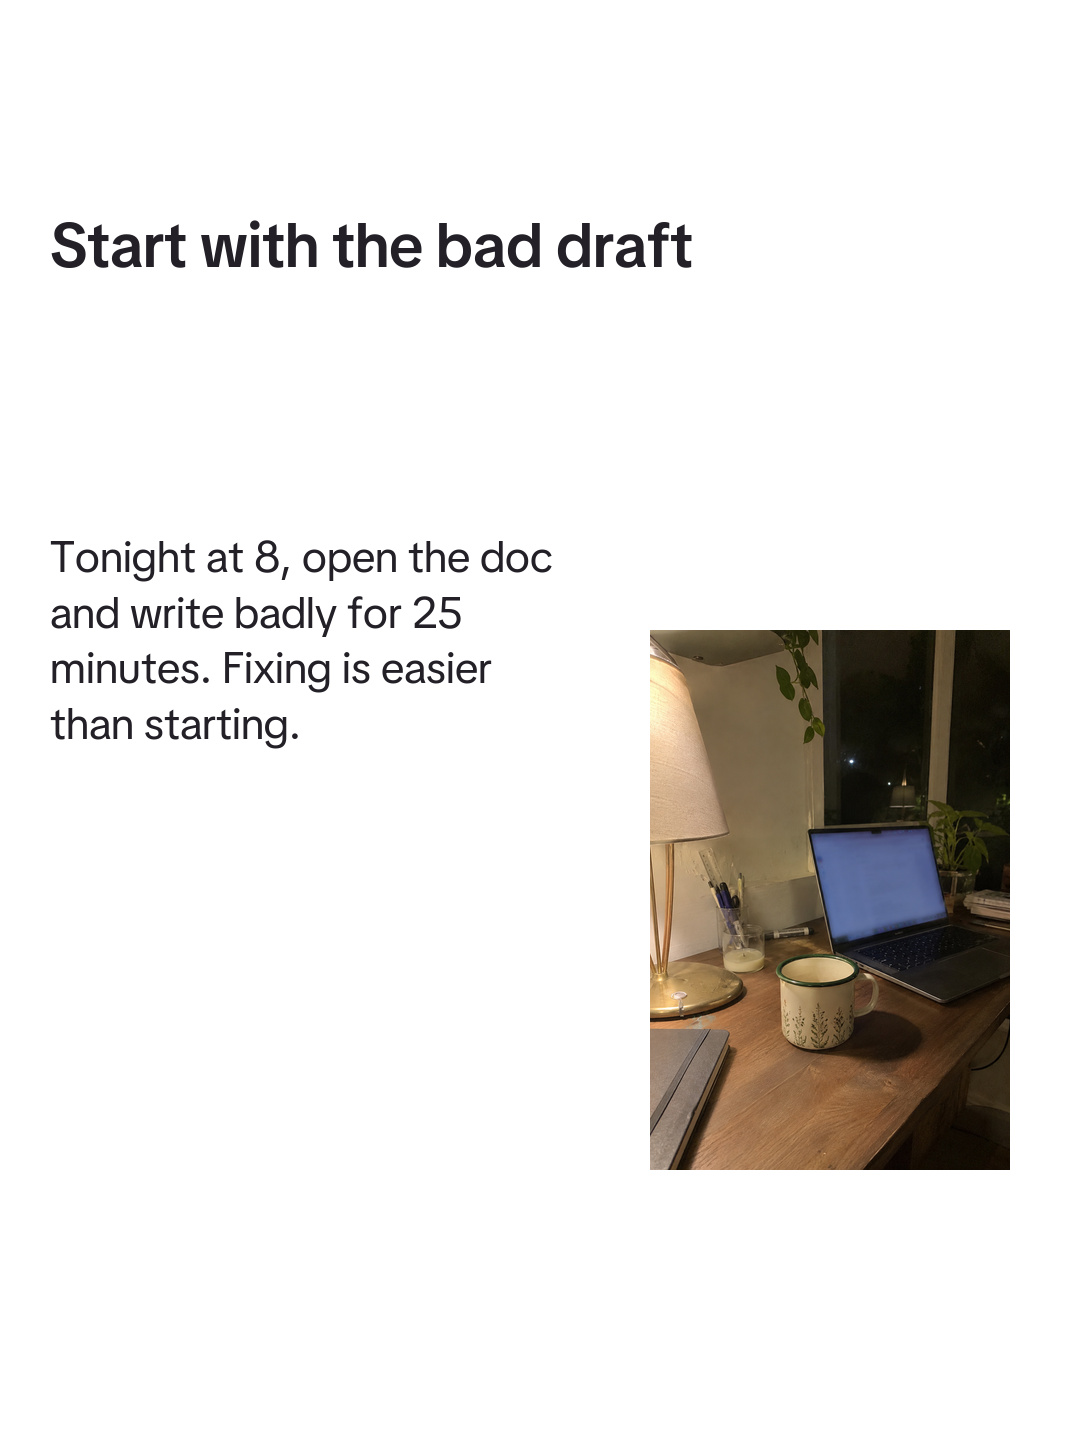 Start with the bad draft
Tonight at 8, open the doc
and write badly for 25
minutes. Fixing is easier
than starting.